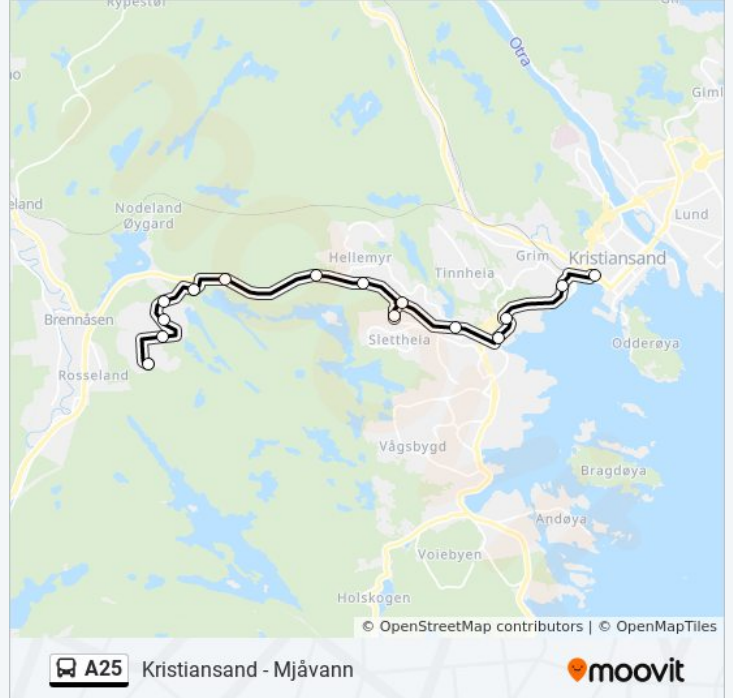 Rypestøl
Otra
Giml
eland
Nodeland
Øygard
Lund
Hellemyr
Grim
Kristiansand
Tinnheia
Brennåsen
Slettheia
Odderøya
Rosseland
Vågsbygd
Bragdøya
Andøya
Voiebyen
Holskogen
© OpenStreetMap contributors | © OpenMapTiles
A25 Kristiansand - Mjåvann moovit